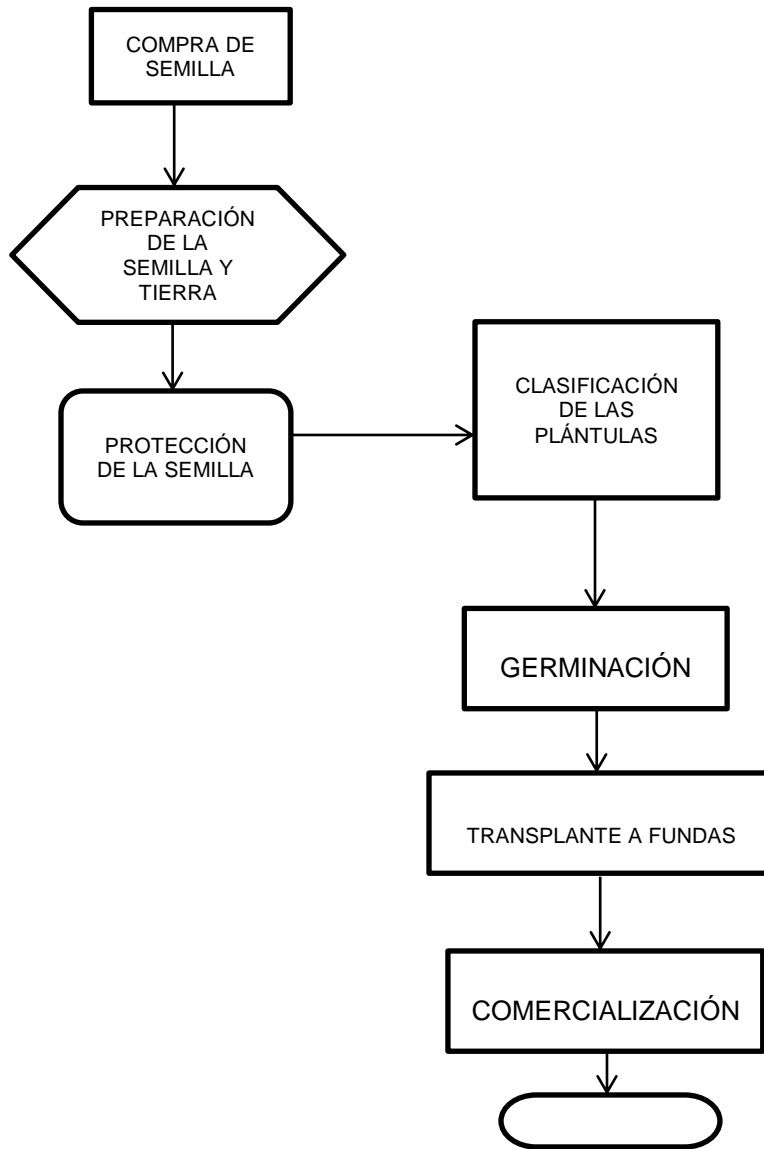 COMPRA DE
SEMILLA
PREPARACIÓN
DE LA
SEMILLA Y
TIERRA
PROTECCIÓN
DE LA SEMILLA
CLASIFICACIÓN
DE LAS
PLÁNTULAS
GERMINACIÓN
TRANSPLANTE A FUNDAS
COMERCIALIZACIÓN